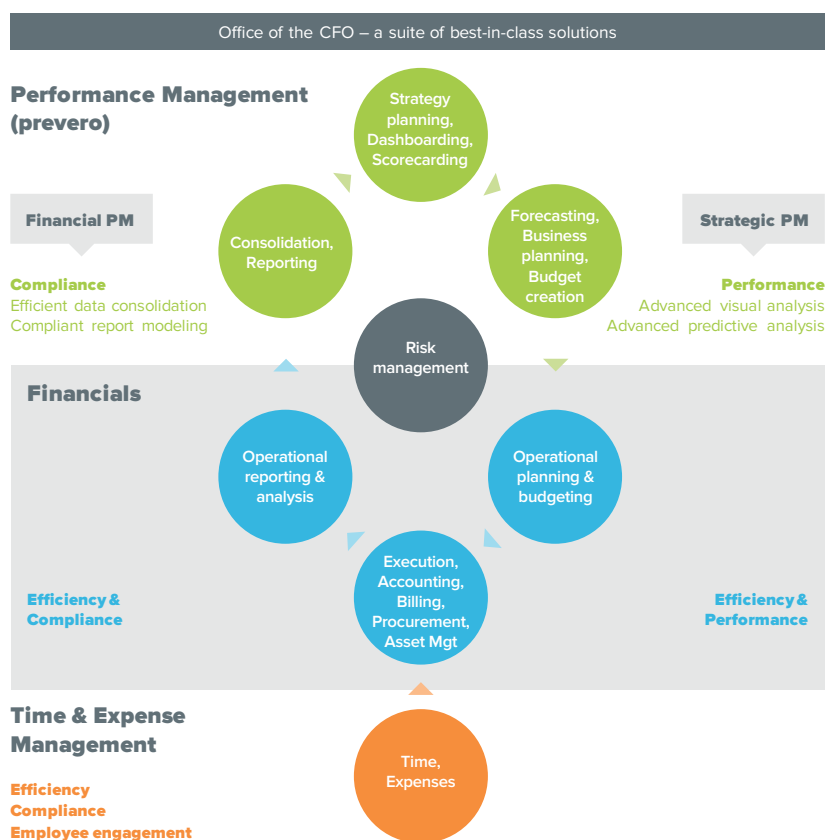 Office of the CFO – a suite of best-in-class solutions
Performance Management
(prevero)
Strategy
planning,
Dashboarding,
Scorecarding
Financial PM
Consolidation,
Reporting
Forecasting,
Business
planning,
Budget
creation
Strategic PM
Compliance
Efficient data consolidation
Compliant report modeling
Performance
Advanced visual analysis
Advanced predictive analysis
Risk
management
Financials
Operational
reporting &
analysis
Operational
planning &
budgeting
Execution,
Accounting,
Billing,
Procurement,
Asset Mgt
Efficiency &
Compliance
Efficiency &
Performance
Time & Expense
Management
Time,
Expenses
Efficiency
Compliance
Employee engagement